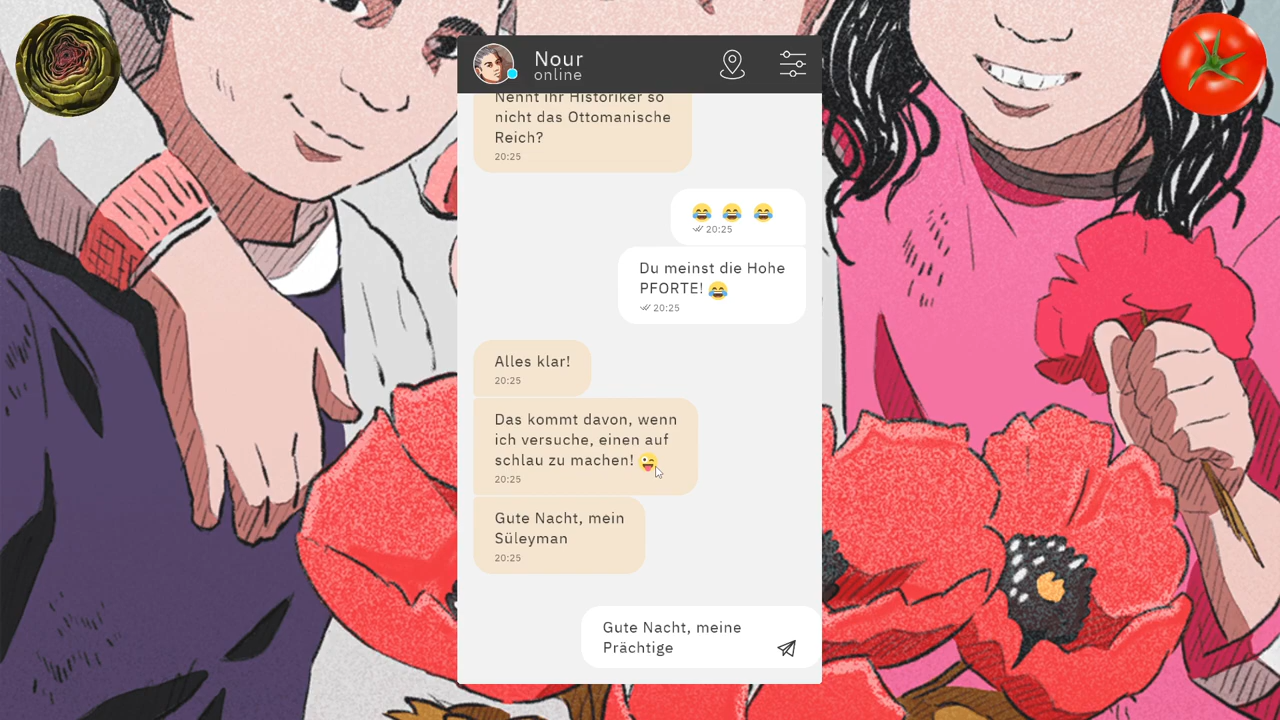 Nour
online
Nennt ihr Historiker so
nicht das Ottomanische
Reich?
20:25
😂 😂 😂
20:25
Du meinst die Hohe
PFORTE! 😂
20:25
Alles klar!
20:25
Das kommt davon, wenn
ich versuche, einen auf
schlau zu machen! 😜
20:25
Gute Nacht, mein
Süleyman
20:25
Gute Nacht, meine
Prächtige